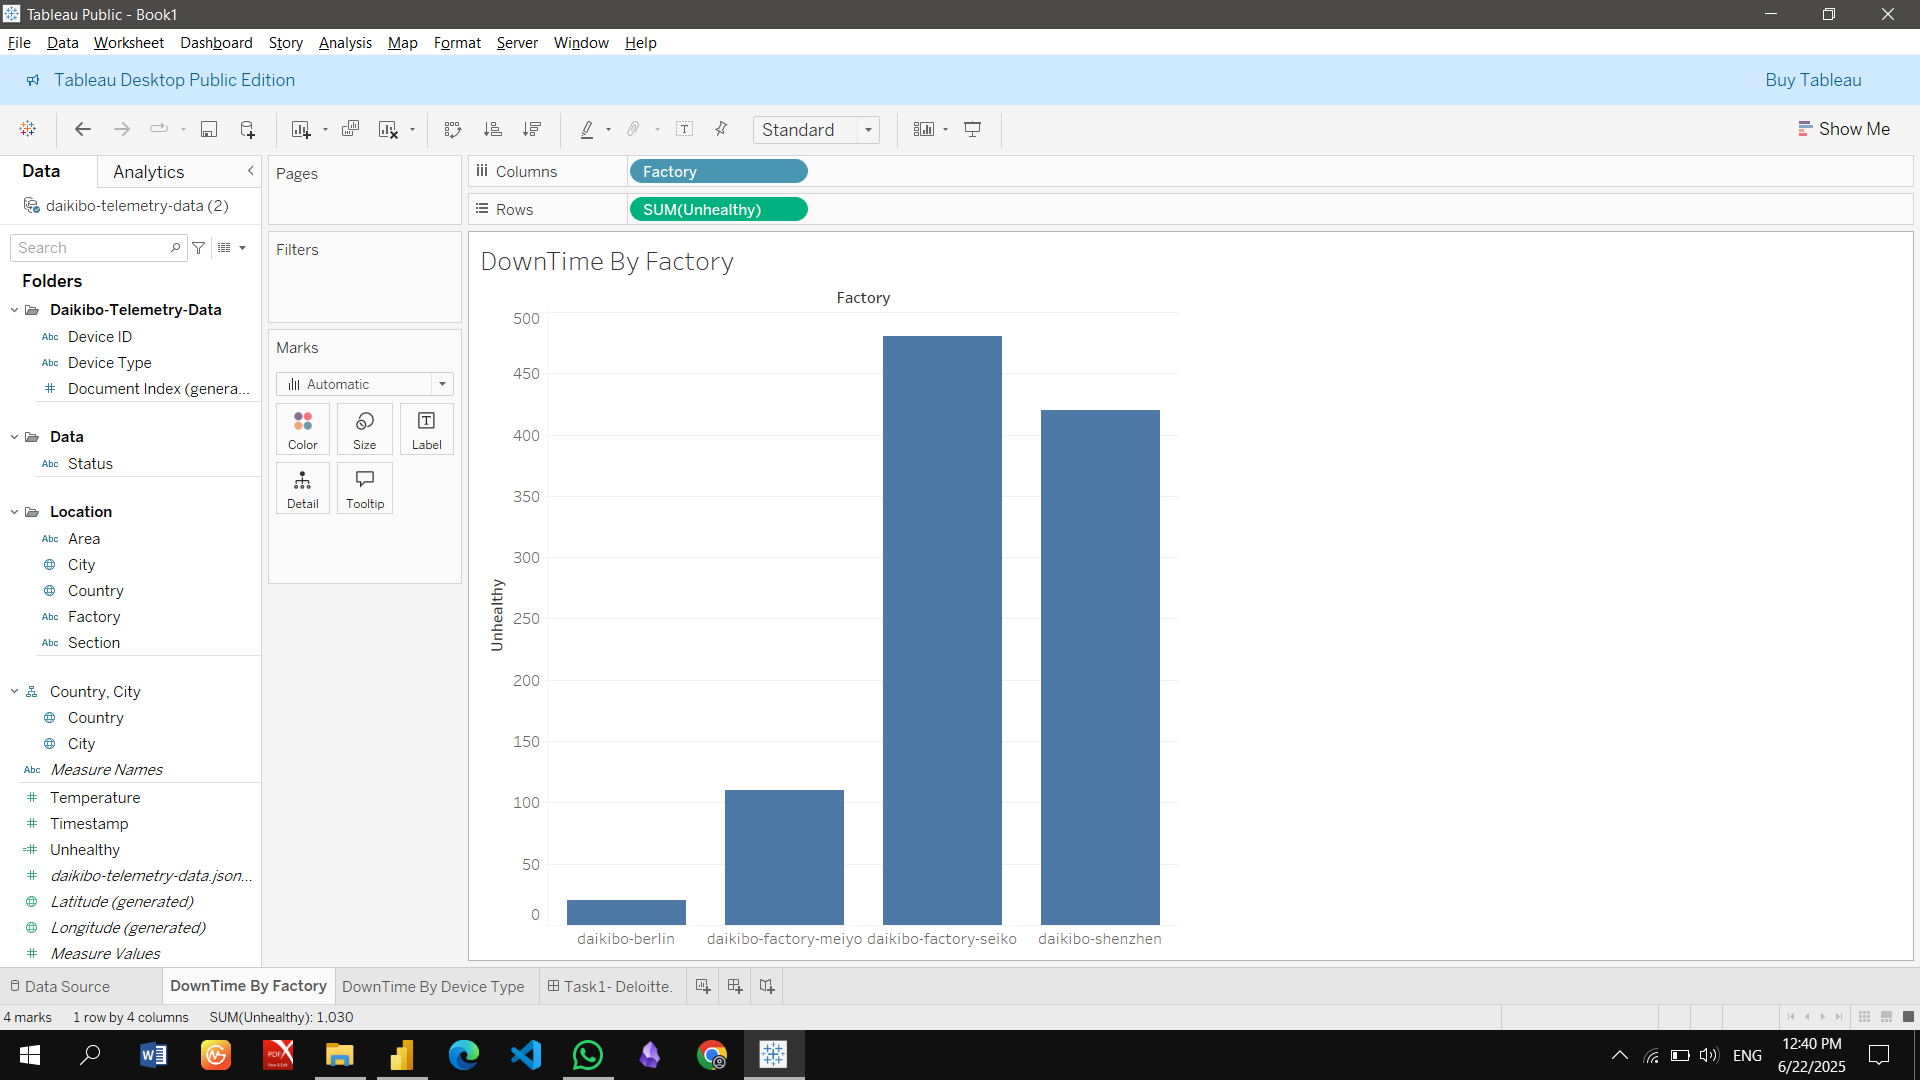 Tableau Public - Book1
File Data Worksheet Dashboard Story Analysis Map Format Server Window Help
Tableau Desktop Public Edition
Buy Tableau
Standard
Show Me
Data
Analytics
daikibo-telemetry-data (2)
Search
Folders
Daikibo-Telemetry-Data
Abc Device ID
Abc Device Type
# Document Index (genera...
Data
Abc Status
Location
Abc Area
City
Country
Abc Factory
Abc Section
Country, City
Country
City
Abc Measure Names
# Temperature
# Timestamp
=# Unhealthy
# daikibo-telemetry-data.json...
Latitude (generated)
Longitude (generated)
# Measure Values
Pages
Filters
Marks
Automatic
Color
Size
Label
Detail
Tooltip
Columns
Factory
Rows
SUM(Unhealthy)
DownTime By Factory
Factory
500
450
400
350
300
250
200
150
100
50
0
Unhealthy
daikibo-berlin
daikibo-factory-meiyo
daikibo-factory-seiko
daikibo-shenzhen
Data Source
DownTime By Factory
DownTime By Device Type
Task1- Deloitte.
4 marks
1 row by 4 columns
SUM(Unhealthy): 1,030
ENG
12:40 PM
6/22/2025